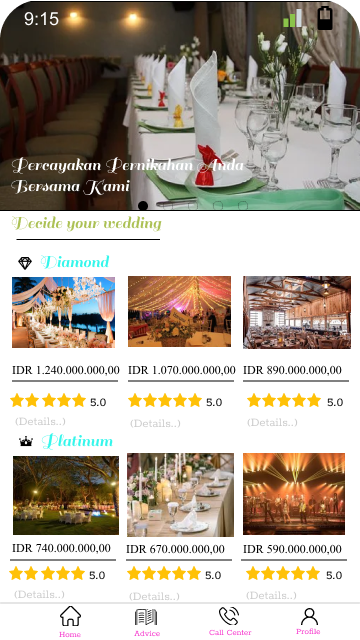 9:15
Percayakan Pernikahan Anda
Bersama Kami
Decide your wedding
Diamond
IDR 1.240.000.000,00 IDR 1.070.000.000,00 IDR 890.000.000,00
5.0 5.0 5.0
(Details..) (Details..) (Details..)
Platinum
IDR 740.000.000,00 IDR 670.000.000,00 IDR 590.000.000,00
5.0 5.0 5.0
(Details..) (Details..) (Details..)
Home Advice Call Center Profile